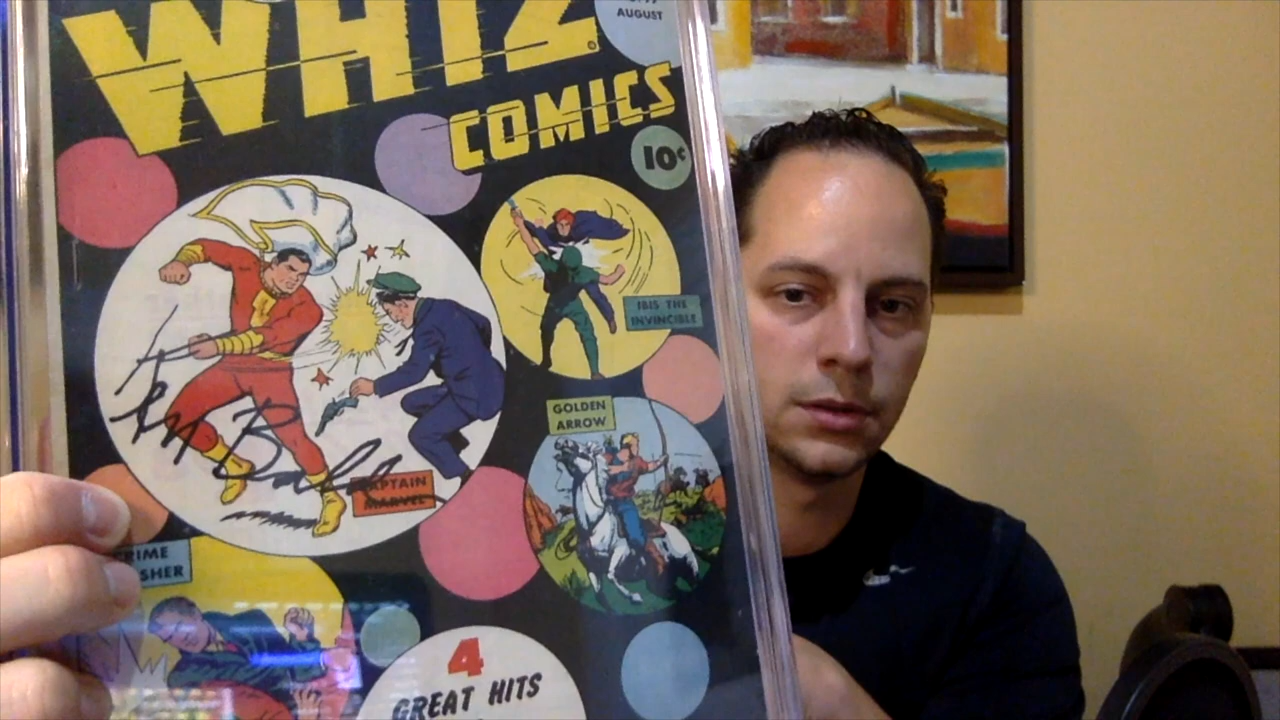 WHIZ
COMICS
AUGUST
10¢
IBIS THE
INVINCIBLE
GOLDEN
ARROW
CAPTAIN
MARVEL
4
GREAT HITS